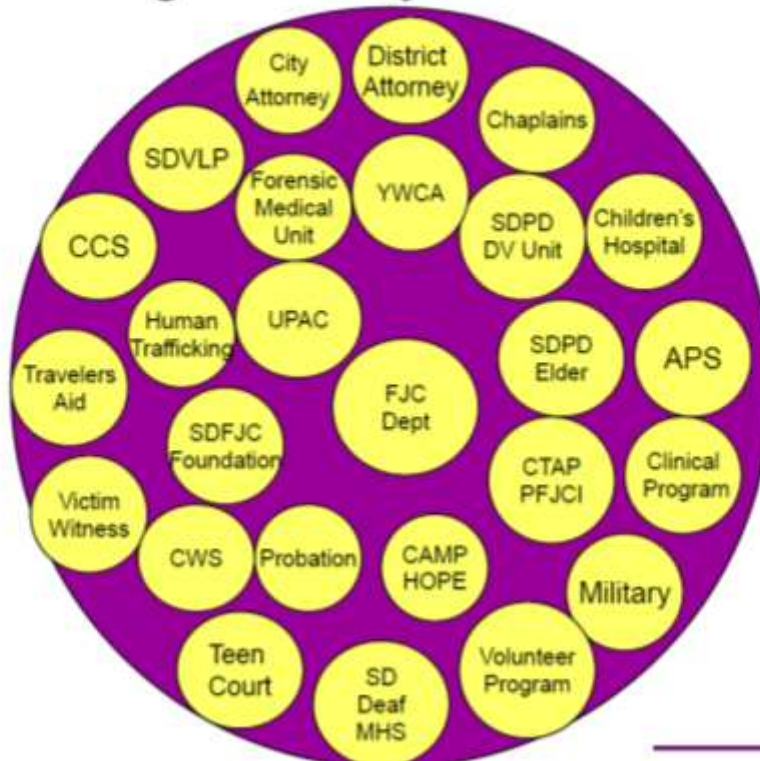 City
Attorney
District
Attorney
Chaplains
SDVLP
Forensic
Medical
Unit
YWCA
SDPD
DV Unit
Children's
Hospital
CCS
Human
Trafficking
UPAC
SDPD
Elder
APS
Travelers
Aid
FJC
Dept
SDFJC
Foundation
CTAP
PFJCI
Clinical
Program
Victim
Witness
CWS
Probation
CAMP
HOPE
Military
Teen
Court
SD
Deaf
MHS
Volunteer
Program